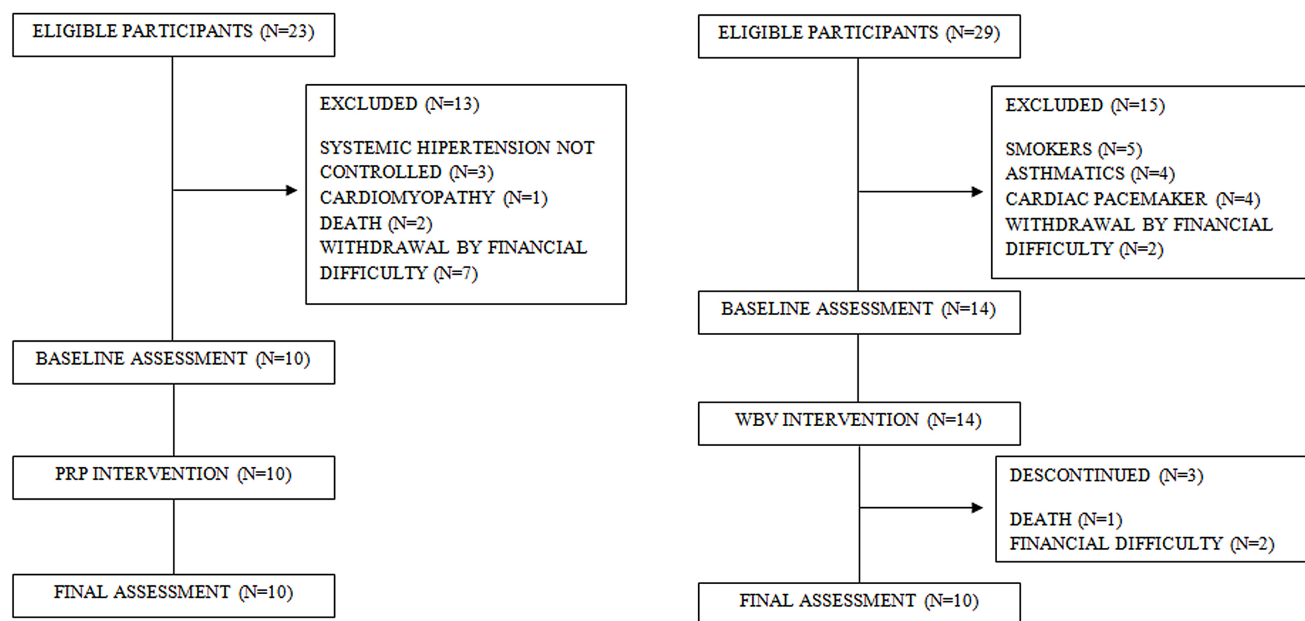 ELIGIBLE PARTICIPANTS (N=23)
EXCLUDED (N=13)
SYSTEMIC HIPERTENSION NOT
CONTROLLED (N=3)
CARDIOMYOPATHY (N=1)
DEATH (N=2)
WITHDRAWAL BY FINANCIAL
DIFFICULTY (N=7)
BASELINE ASSESSMENT (N=10)
PRP INTERVENTION (N=10)
FINAL ASSESSMENT (N=10)
ELIGIBLE PARTICIPANTS (N=29)
EXCLUDED (N=15)
SMOKERS (N=5)
ASTHMATICS (N=4)
CARDIAC PACEMAKER (N=4)
WITHDRAWAL BY FINANCIAL
DIFFICULTY (N=2)
BASELINE ASSESSMENT (N=14)
WBV INTERVENTION (N=14)
DESCONTINUED (N=3)
DEATH (N=1)
FINANCIAL DIFFICULTY (N=2)
FINAL ASSESSMENT (N=10)